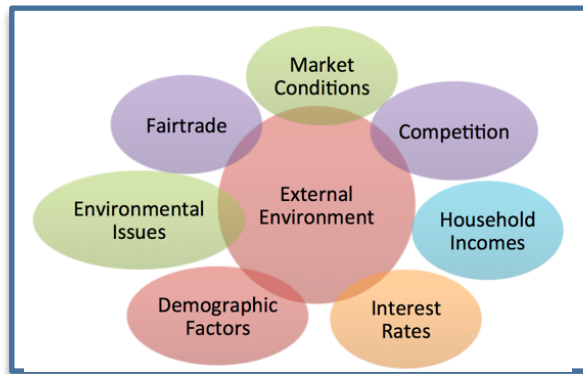 Market
Conditions
Fairtrade
Competition
External
Environment
Environmental
Issues
Household
Incomes
Demographic
Factors
Interest
Rates